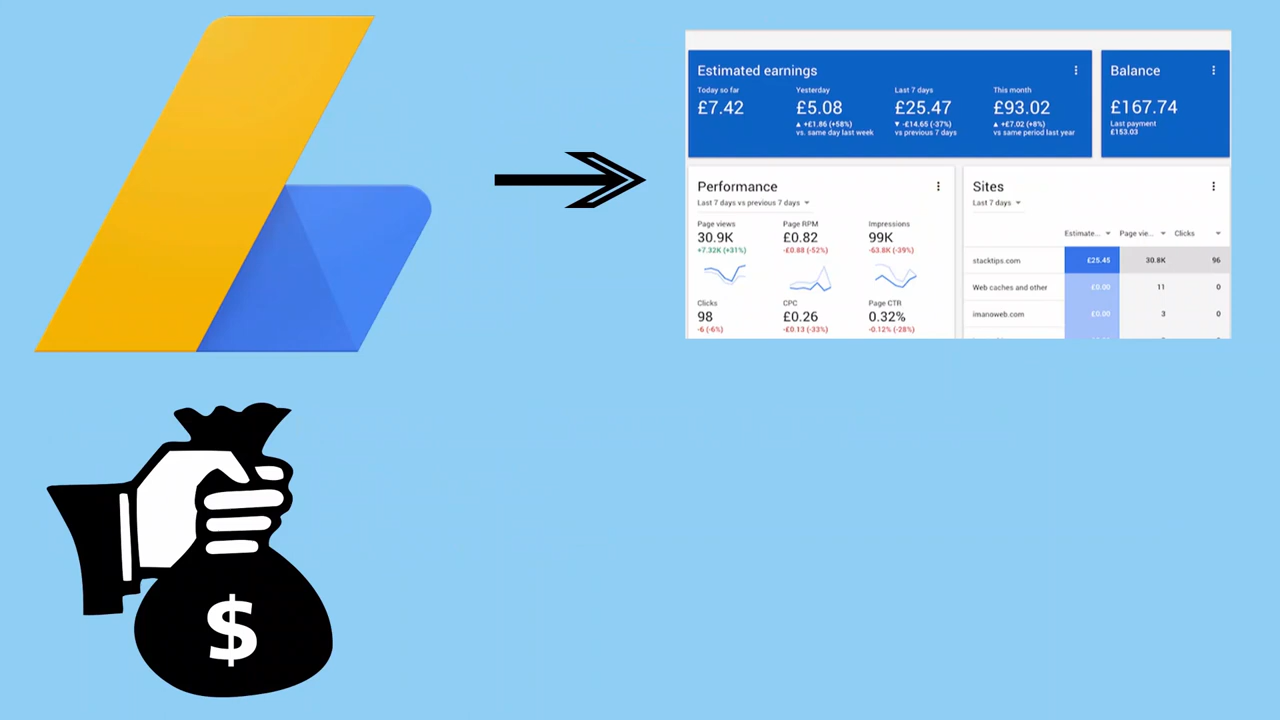 Estimated earnings
Today so far
£7.42
Yesterday
£5.08
+£1.86 (+58%)
vs. same day last week
Last 7 days
£25.47
-£14.65 (-37%)
vs previous 7 days
This month
£93.02
+£7.02 (+8%)
vs same period last year
Balance
£167.74
Last payment
£153.03
Performance
Last 7 days vs previous 7 days
Page views
30.9K
+7.32K (+31%)
Page RPM
£0.82
-£0.88 (-52%)
Impressions
99K
-63.8K (-39%)
Clicks
98
-6 (-6%)
CPC
£0.26
-£0.13 (-33%)
Page CTR
0.32%
-0.12% (-28%)
Sites
Last 7 days
Estimate... Page vie... Clicks
stacktips.com £25.45 30.8K 96
Web caches and other £0.00 11 0
imanoweb.com £0.00 3 0
$